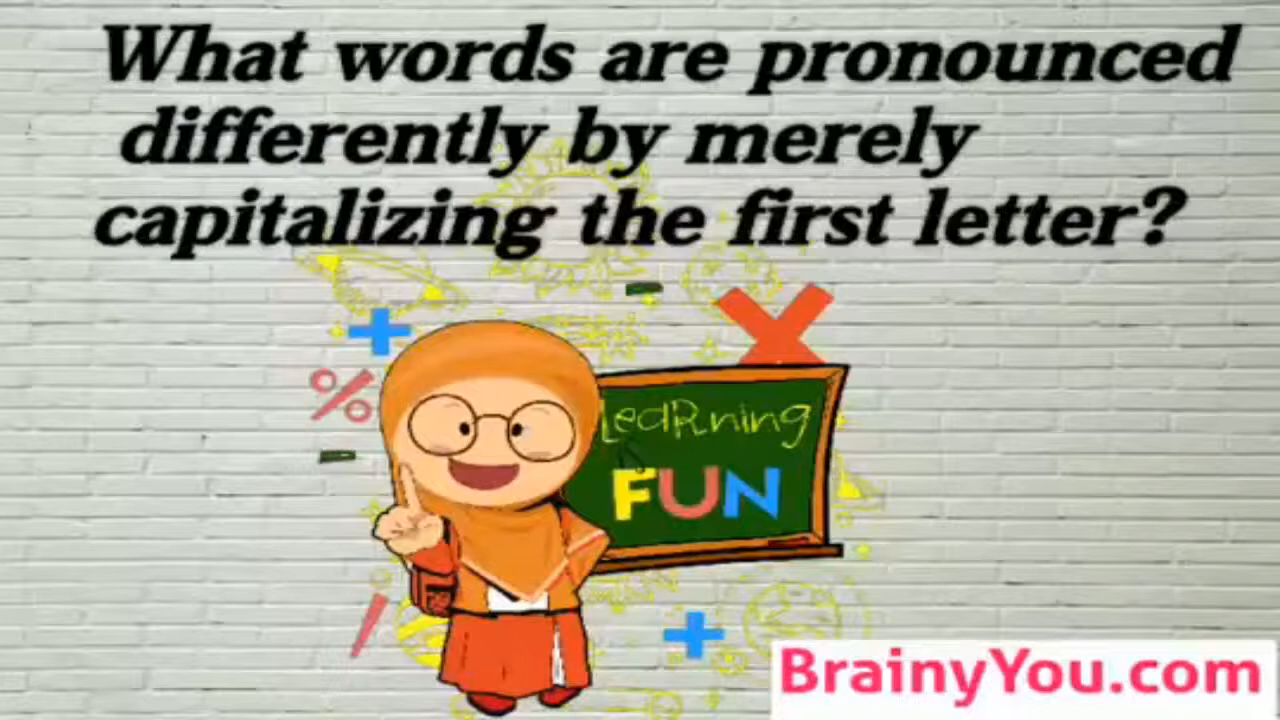 What words are pronounced
differently by merely
capitalizing the first letter?
LeaRning
FUN
BrainyYou.com